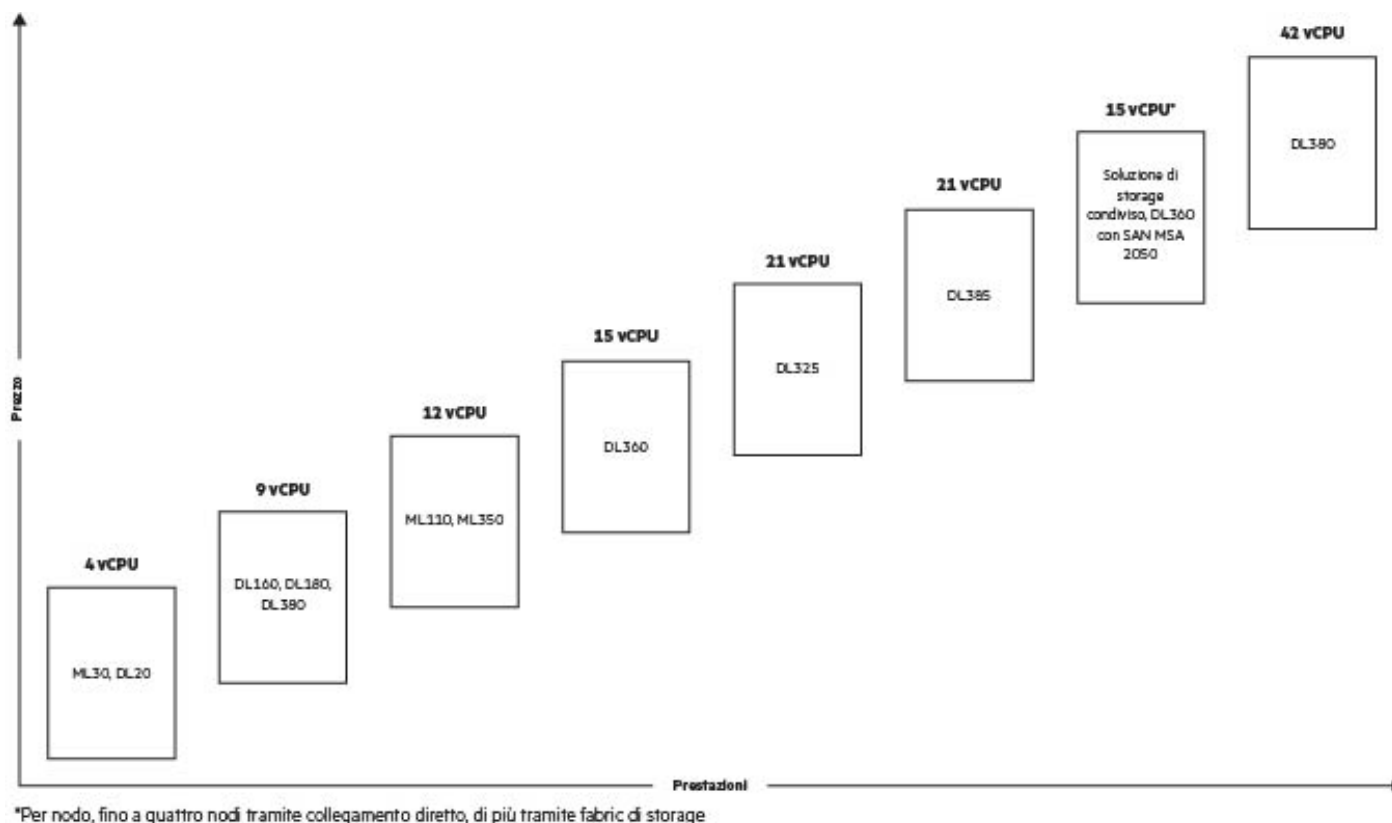 42 vCPU
DL380
15 vCPU*
Soluzione di
storage
condiviso, DL360
con SAN MSA
2050
21 vCPU
DL385
21 vCPU
DL325
15 vCPU
DL360
12 vCPU
ML110, ML350
9 vCPU
DL160, DL180,
DL380
4 vCPU
ML30, DL20
Prezzo
Prestazioni
*Per nodo, fino a quattro nodi tramite collegamento diretto, di più tramite fabric di storage